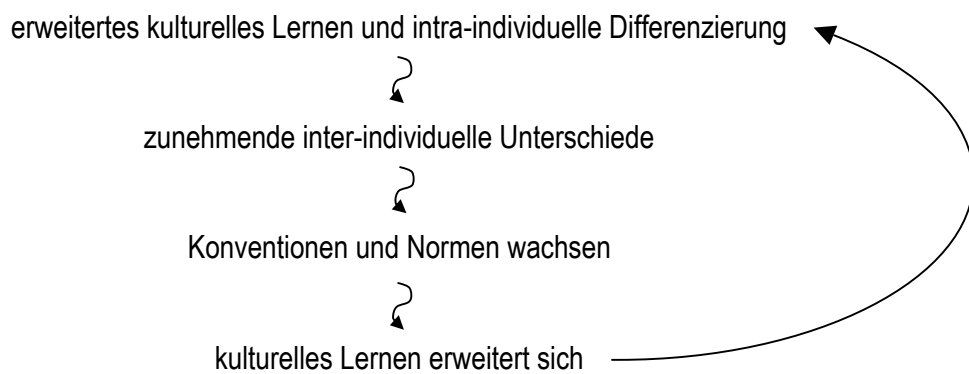 erweitertes kulturelles Lernen und intra-individuelle Differenzierung
zunehmende inter-individuelle Unterschiede
Konventionen und Normen wachsen
kulturelles Lernen erweitert sich